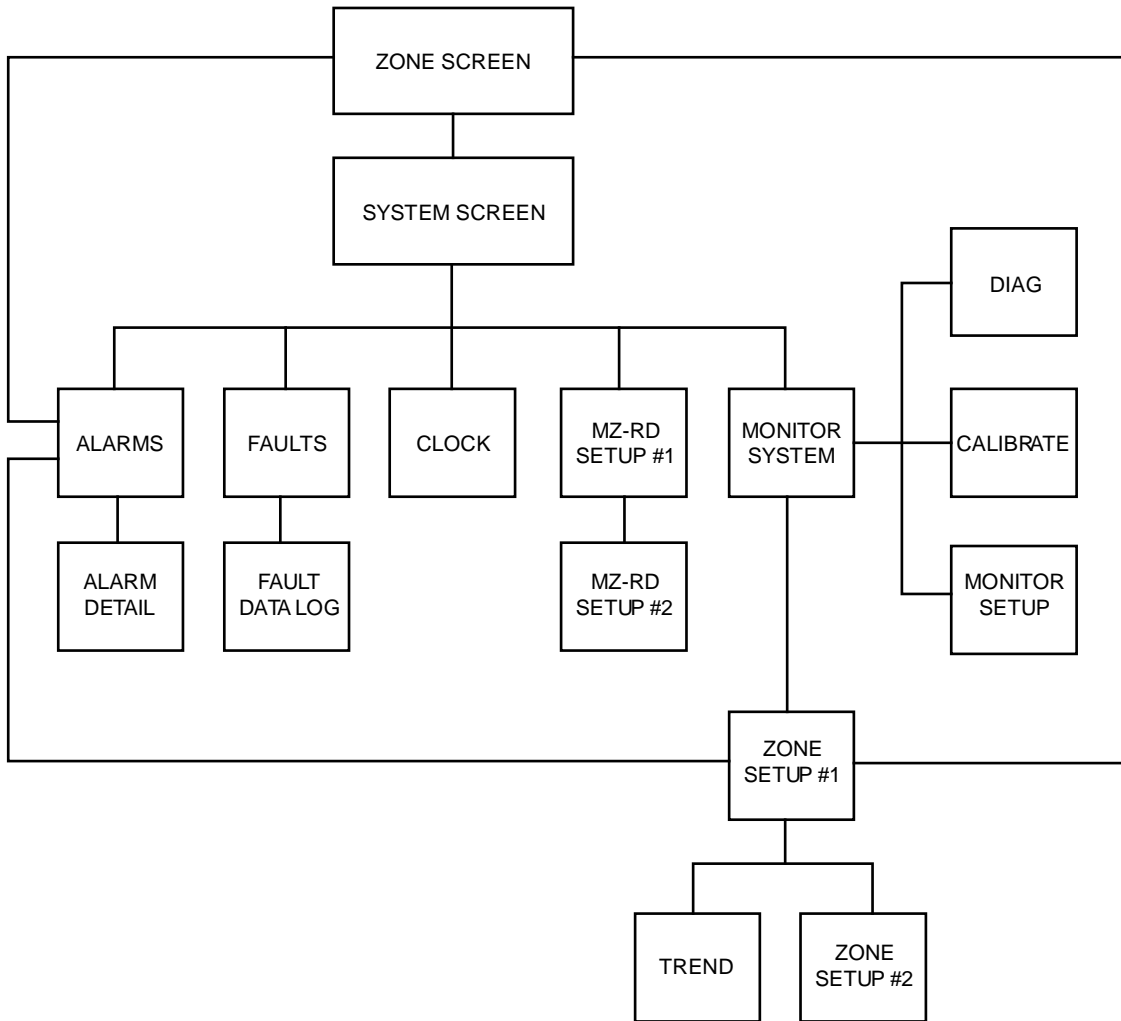 ZONE SCREEN
SYSTEM SCREEN
DIAG
ALARMS
FAULTS
CLOCK
MZ-RD
SETUP #1
MONITOR
SYSTEM
CALIBRATE
ALARM
DETAIL
FAULT
DATA LOG
MZ-RD
SETUP #2
MONITOR
SETUP
ZONE
SETUP #1
TREND
ZONE
SETUP #2